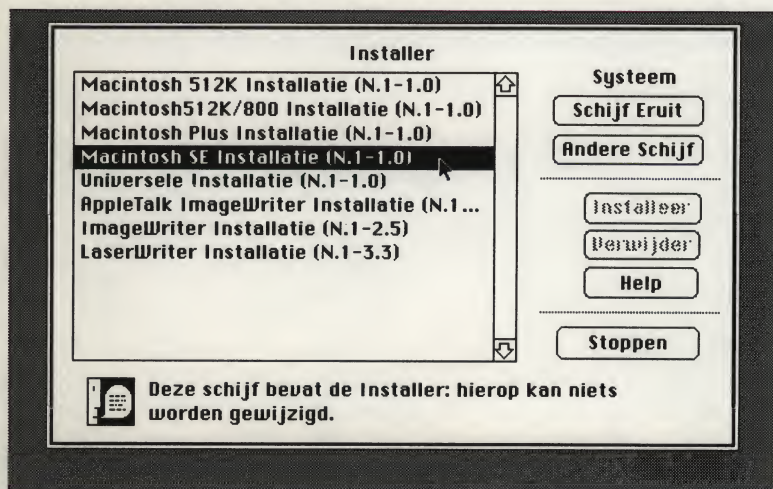 Installer
Macintosh 512K Installatie (N.1-1.0)
Macintosh512K/800 Installatie (N.1-1.0)
Macintosh Plus Installatie (N.1-1.0)
Macintosh SE Installatie (N.1-1.0)
Universele Installatie (N.1-1.0)
AppleTalk ImageWriter Installatie (N.1...
ImageWriter Installatie (N.1-2.5)
LaserWriter Installatie (N.1-3.3)
Systeem
Schijf Eruit
Andere Schijf
Installeer
Verwijder
Help
Stoppen
Deze schijf bevat de Installer: hierop kan niets
worden gewijzigd.